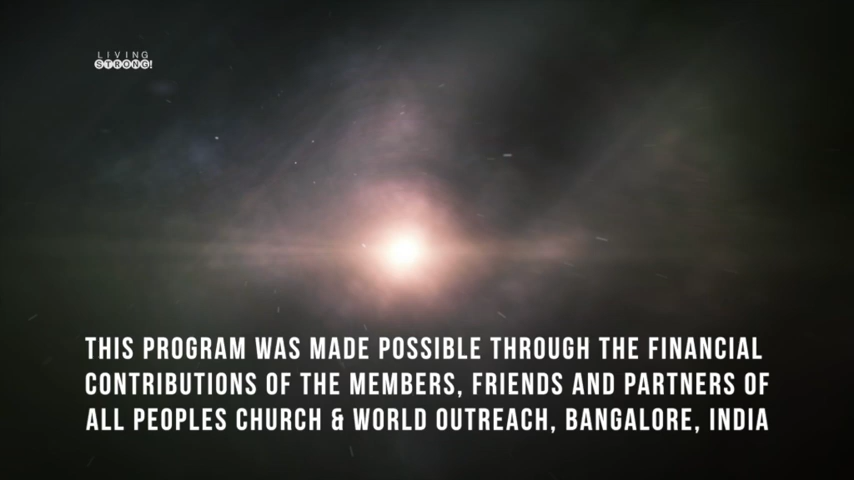 LIVING
STRONG!
THIS PROGRAM WAS MADE POSSIBLE THROUGH THE FINANCIAL
CONTRIBUTIONS OF THE MEMBERS, FRIENDS AND PARTNERS OF
ALL PEOPLES CHURCH & WORLD OUTREACH, BANGALORE, INDIA